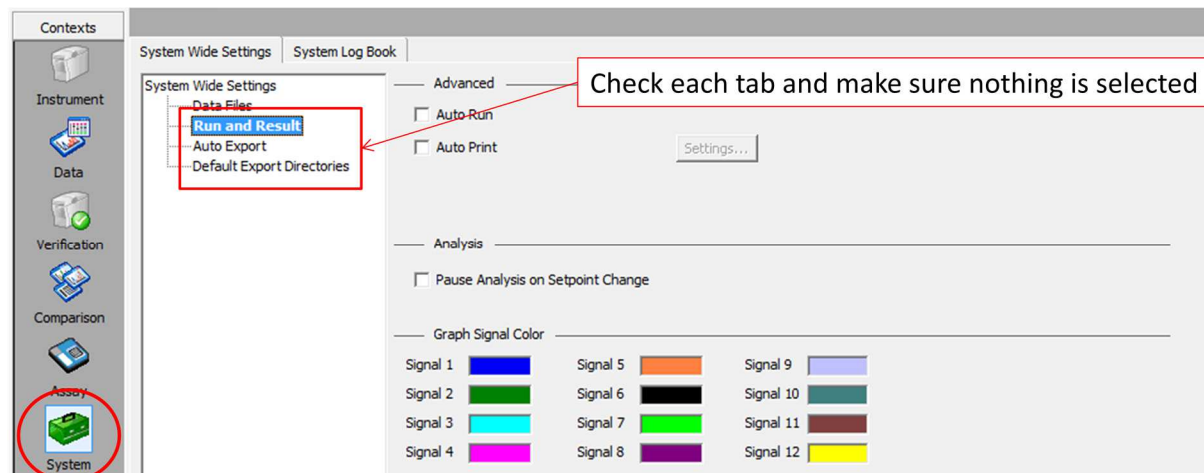 Contexts
Instrument
Data
Verification
Comparison
Assay
System
System Wide Settings
System Log Book
System Wide Settings
Data Files
Run and Result
Auto Export
Default Export Directories
Check each tab and make sure nothing is selected
Advanced
Auto Run
Auto Print
Settings...
Analysis
Pause Analysis on Setpoint Change
Graph Signal Color
Signal 1 Signal 5 Signal 9
Signal 2 Signal 6 Signal 10
Signal 3 Signal 7 Signal 11
Signal 4 Signal 8 Signal 12